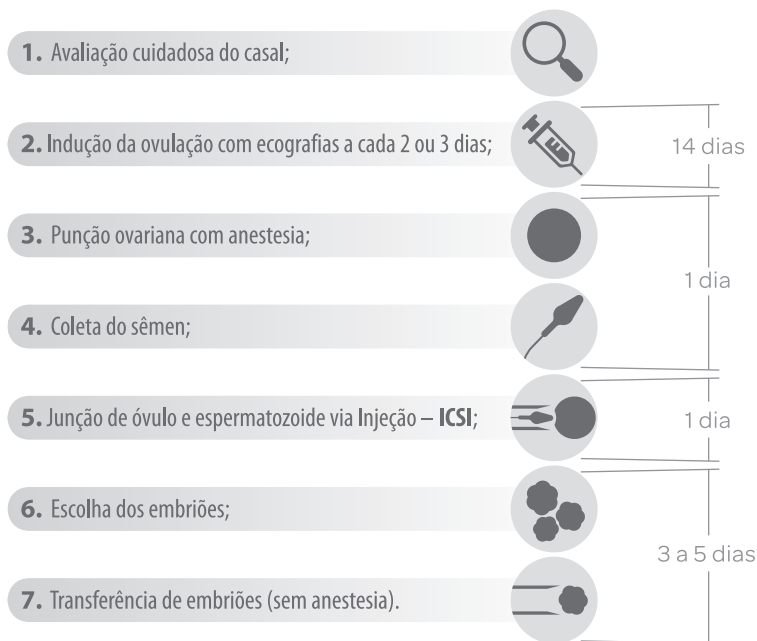 1. Avaliação cuidadosa do casal;
2. Indução da ovulação com ecografias a cada 2 ou 3 dias;
14 dias
3. Punção ovariana com anestesia;
1 dia
4. Coleta do sêmen;
5. Junção de óvulo e espermatozoide via Injeção – ICSI;
1 dia
6. Escolha dos embriões;
3 a 5 dias
7. Transferência de embriões (sem anestesia).